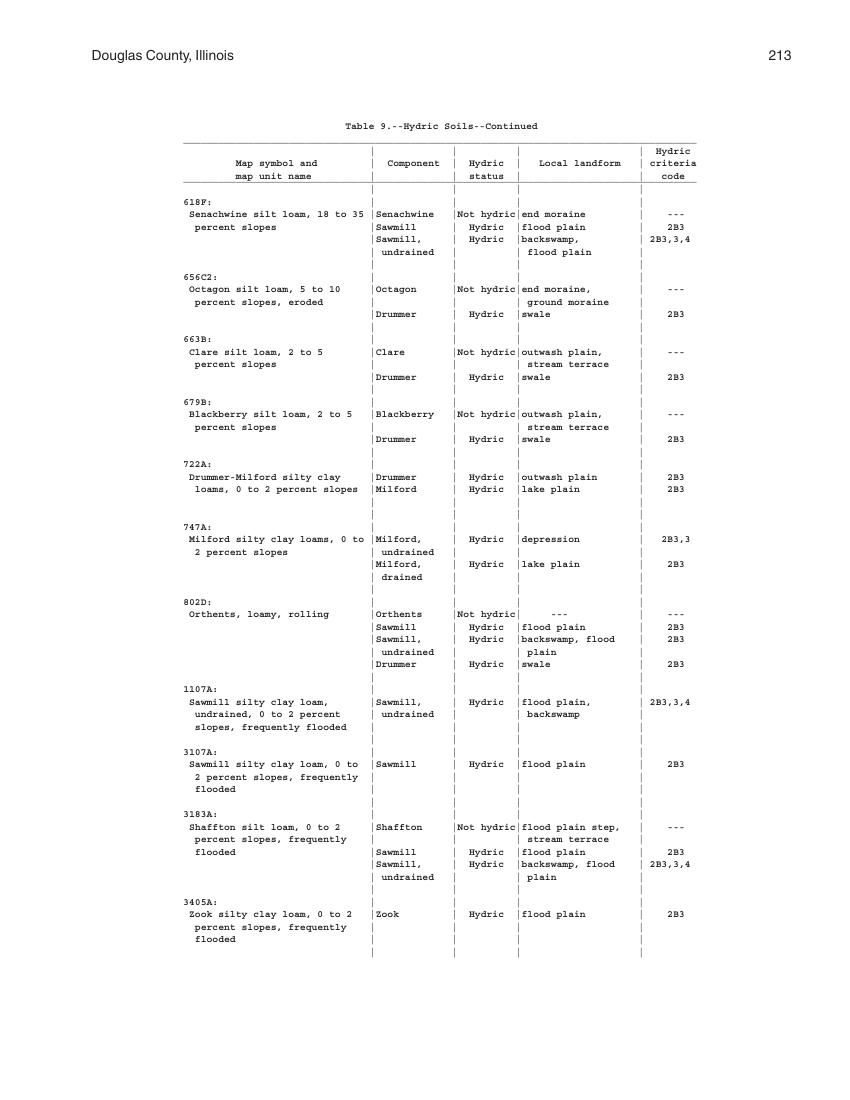 Douglas County, Illinois 213
Table 9.--Hydric Soils--Continued
Hydric
Map symbol and Component Hydric Local landform criteria
map unit name status code
618F:
Senachwine silt loam, 18 to 35 Senachwine Not hydric end moraine ---
percent slopes Sawmill Hydric flood plain 2B3
Sawmill, Hydric backswamp, 2B3,3,4
undrained flood plain
656C2:
Octagon silt loam, 5 to 10 Octagon Not hydric end moraine, ---
percent slopes, eroded ground moraine
Drummer Hydric swale 2B3
663B:
Clare silt loam, 2 to 5 Clare Not hydric outwash plain, ---
percent slopes stream terrace
Drummer Hydric swale 2B3
679B:
Blackberry silt loam, 2 to 5 Blackberry Not hydric outwash plain, ---
percent slopes stream terrace
Drummer Hydric swale 2B3
722A:
Drummer-Milford silty clay Drummer Hydric outwash plain 2B3
loams, 0 to 2 percent slopes Milford Hydric lake plain 2B3
747A:
Milford silty clay loams, 0 to Milford, Hydric depression 2B3,3
2 percent slopes undrained
Milford, Hydric lake plain 2B3
drained
802D:
Orthents, loamy, rolling Orthents Not hydric --- ---
Sawmill Hydric flood plain 2B3
Sawmill, Hydric backswamp, flood 2B3
undrained plain
Drummer Hydric swale 2B3
1107A:
Sawmill silty clay loam, Sawmill, Hydric flood plain, 2B3,3,4
undrained, 0 to 2 percent undrained backswamp
slopes, frequently flooded
3107A:
Sawmill silty clay loam, 0 to Sawmill Hydric flood plain 2B3
2 percent slopes, frequently
flooded
3183A:
Shaffton silt loam, 0 to 2 Shaffton Not hydric flood plain step, ---
percent slopes, frequently stream terrace
flooded Sawmill Hydric flood plain 2B3
Sawmill, Hydric backswamp, flood 2B3,3,4
undrained plain
3405A:
Zook silty clay loam, 0 to 2 Zook Hydric flood plain 2B3
percent slopes, frequently
flooded